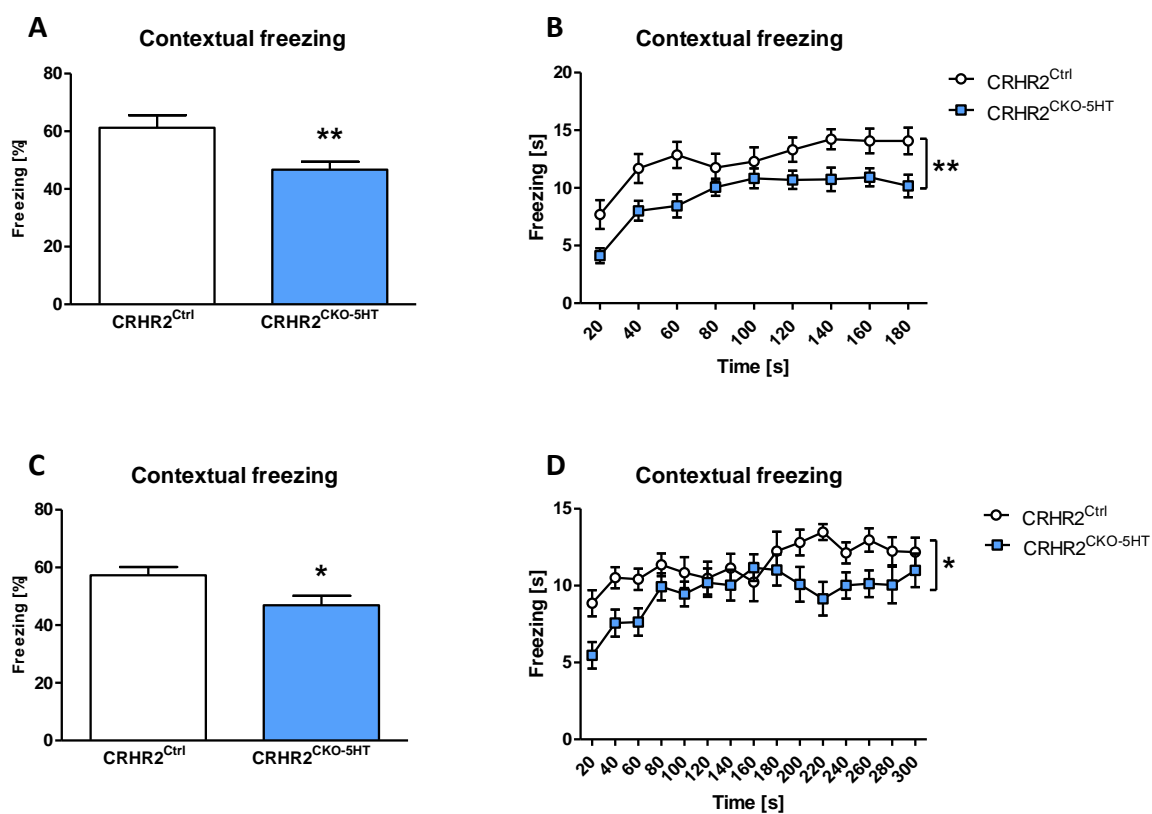 A
Contextual freezing
Freezing [%]
80
60
40
20
0
CRHR2Ctrl
CRHR2CKO-5HT
**
B
Contextual freezing
Freezing [s]
20
15
10
5
0
20 40 60 80 100 120 140 160 180
Time [s]
CRHR2Ctrl
CRHR2CKO-5HT
**
C
Contextual freezing
Freezing [%]
80
60
40
20
0
CRHR2Ctrl
CRHR2CKO-5HT
*
D
Contextual freezing
Freezing [s]
15
10
5
0
20 40 60 80 100 120 140 160 180 200 220 240 260 280 300
Time [s]
CRHR2Ctrl
CRHR2CKO-5HT
*